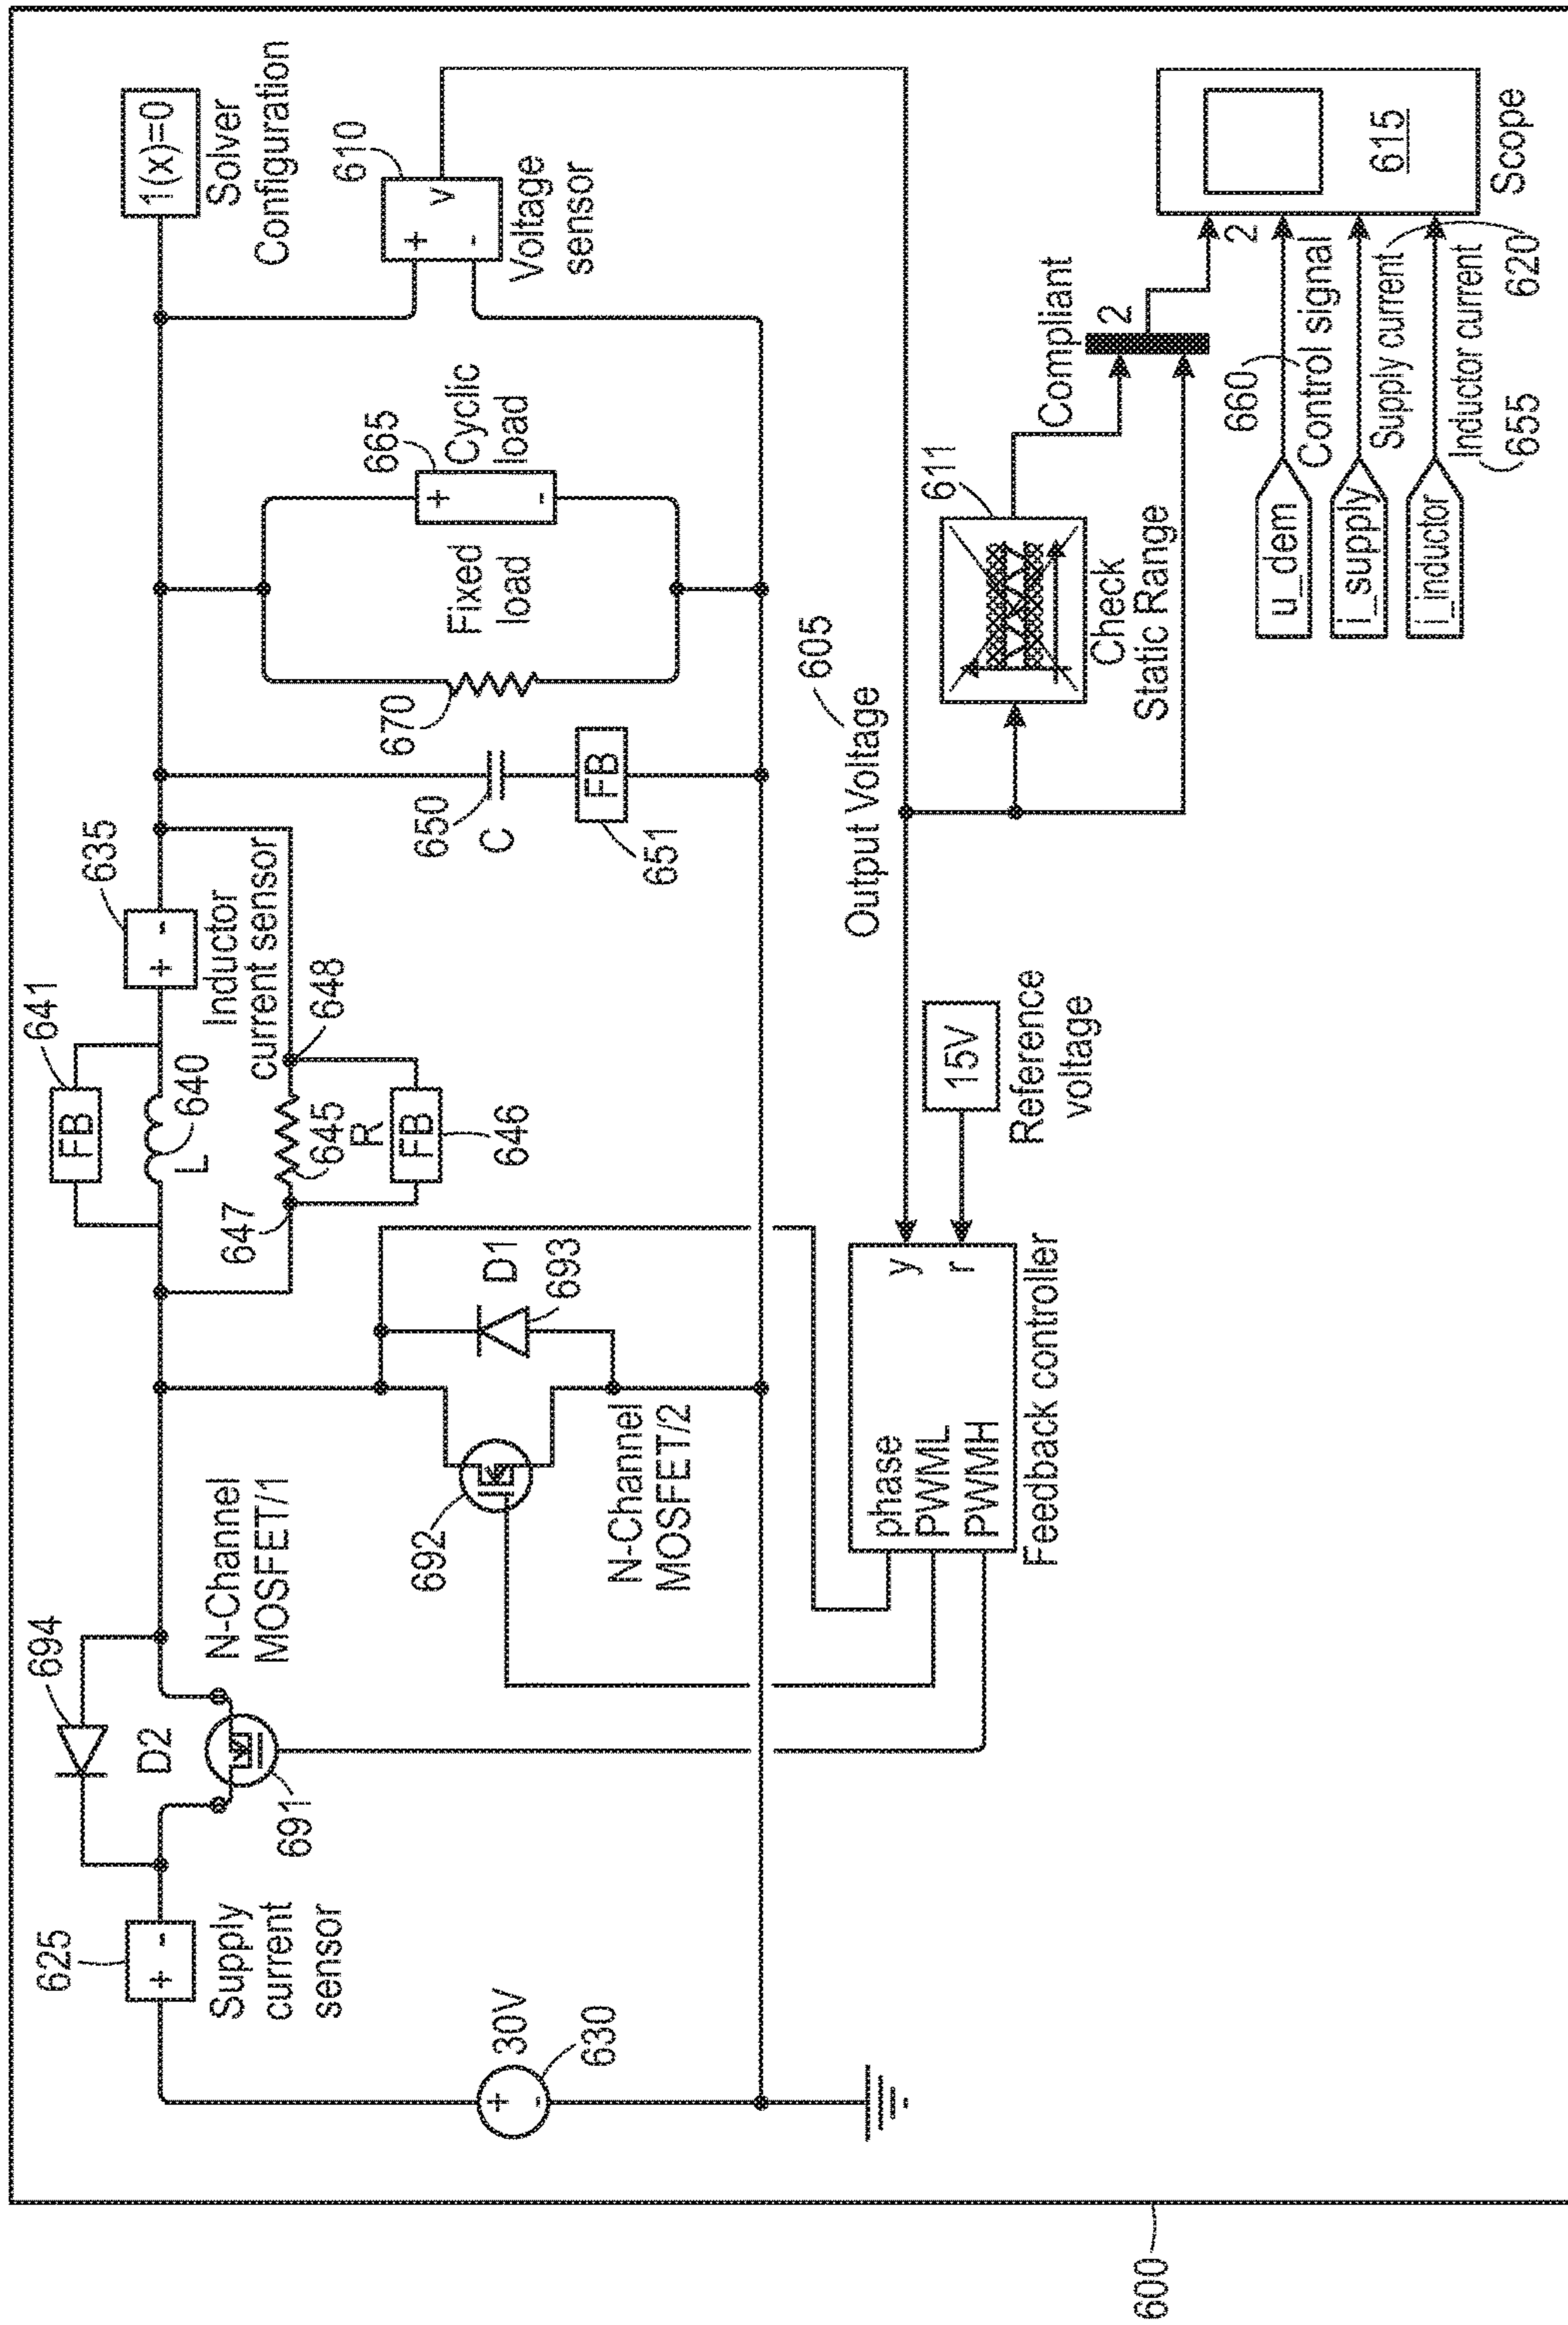 694
D2
691
N-Channel
MOSFET/1
625
+ -
Supply
current
sensor
30V
+
-
630
692
N-Channel
MOSFET/2
D1
693
641
FB
640
L
647
645
R
FB
646
648
635
+ -
Inductor
current sensor
650
C
FB
651
670
Fixed
load
665
+
-
Cyclic
load
1(x)=0
Solver
Configuration
610
+
-
V
Voltage
sensor
phase
PWML
PWMH
y
r
Feedback controller
15V
Reference
voltage
Output Voltage
605
611
Check
Static Range
Compliant
2
2
660
u_dem
Control signal
i_supply
Supply current
620
i_inductor
Inductor current
655
615
Scope
600